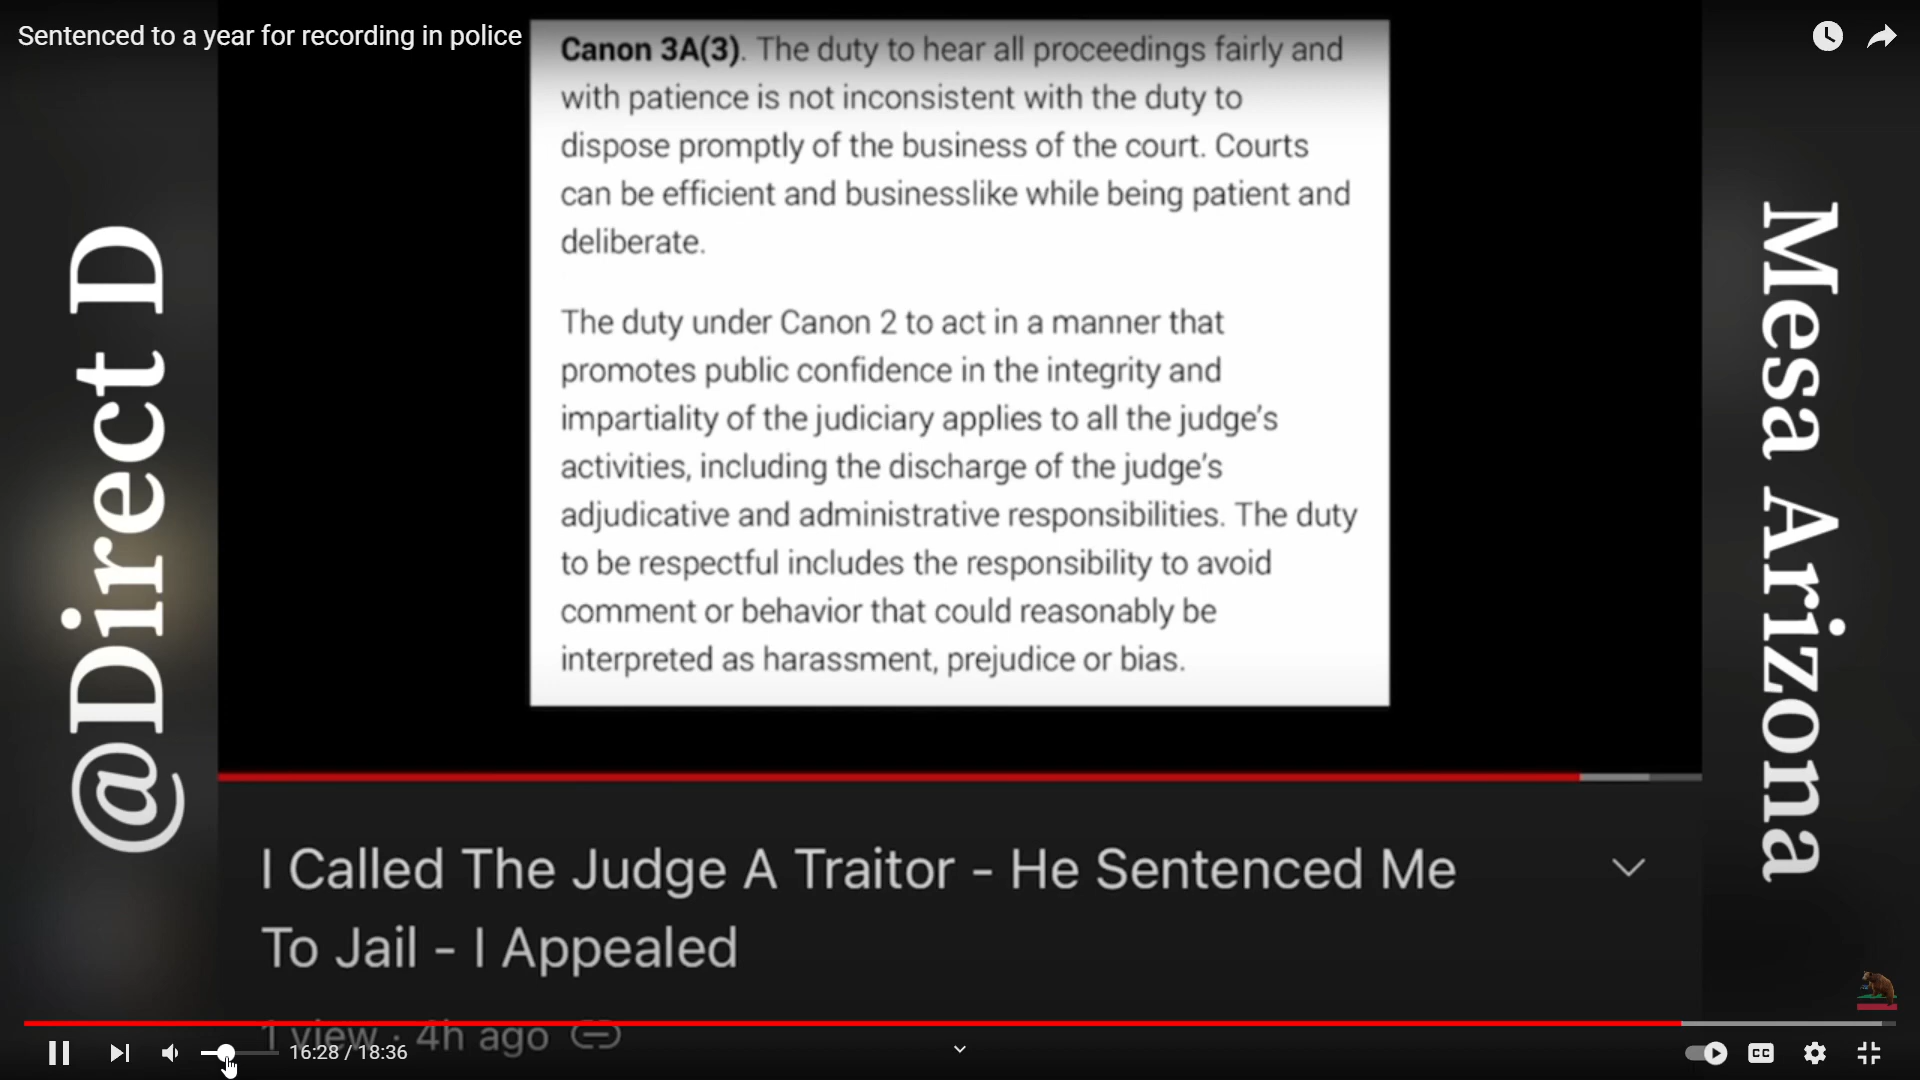 Sentenced to a year for recording in police
Canon 3A(3). The duty to hear all proceedings fairly and
with patience is not inconsistent with the duty to
dispose promptly of the business of the court. Courts
can be efficient and businesslike while being patient and
deliberate.
The duty under Canon 2 to act in a manner that
promotes public confidence in the integrity and
impartiality of the judiciary applies to all the judge’s
activities, including the discharge of the judge’s
adjudicative and administrative responsibilities. The duty
to be respectful includes the responsibility to avoid
comment or behavior that could reasonably be
interpreted as harassment, prejudice or bias.
@Direct D
Mesa Arizona
I Called The Judge A Traitor - He Sentenced Me
To Jail - I Appealed
1 view · 4h ago
16:28 / 18:36
CC